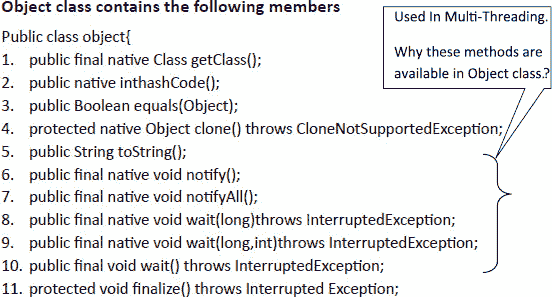 Object class contains the following members
Used In Multi-Threading.
Why these methods are
available in Object class.?
Public class object{
1. public final native Class getClass();
2. public native inthashCode();
3. public Boolean equals(Object);
4. protected native Object clone() throws CloneNotSupportedException;
5. public String toString();
6. public final native void notify();
7. public final native void notifyAll();
8. public final native void wait(long)throws InterruptedException;
9. public final native void wait(long,int)throws InterruptedException;
10. public final void wait() throws InterruptedException;
11. protected void finalize() throws Interrupted Exception;